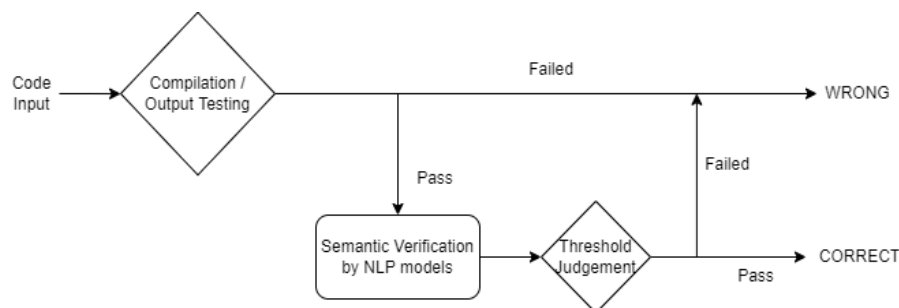 Code
Input
Compilation /
Output Testing
Failed
WRONG
Pass
Failed
Semantic Verification
by NLP models
Threshold
Judgement
Pass
CORRECT